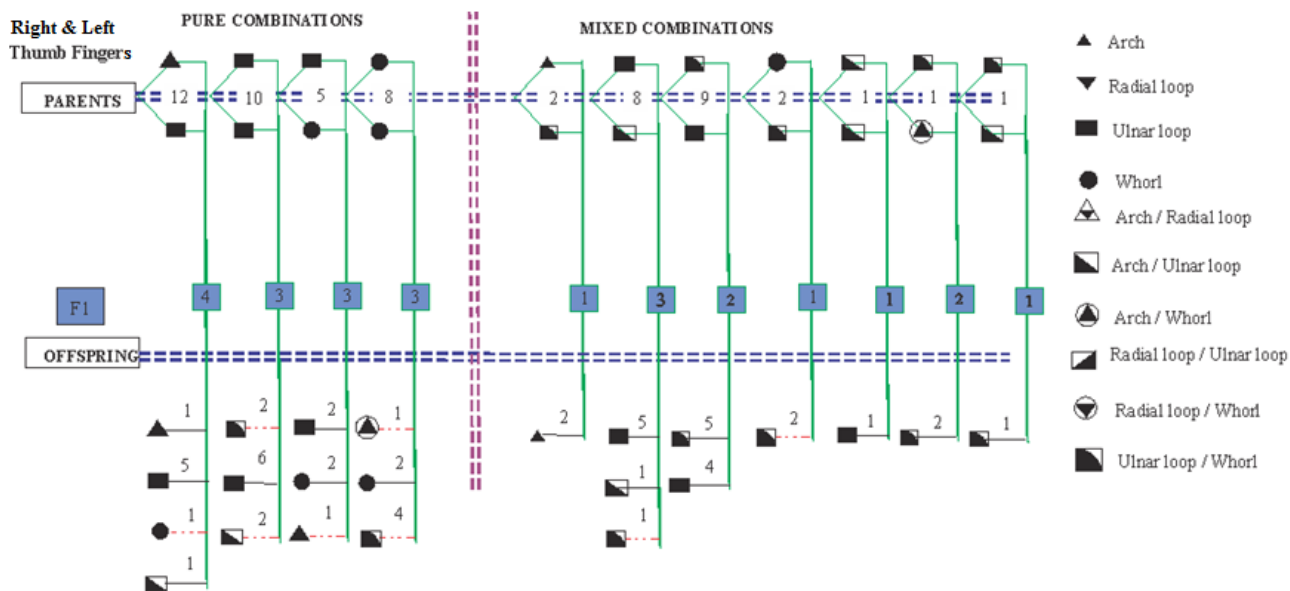 Right & Left
Thumb Fingers
PURE COMBINATIONS
MIXED COMBINATIONS
PARENTS
12 10 5 8 2 8 9 2 1 1 1
F1
4 3 3 3 1 3 2 1 1 2 1
OFFSPRING
1 2 2 1 2 5 5 2 1 2 1
5 6 2 2 1 4
1 2 1 4 1
1
Arch
Radial loop
Ulnar loop
Whorl
Arch / Radial loop
Arch / Ulnar loop
Arch / Whorl
Radial loop / Ulnar loop
Radial loop / Whorl
Ulnar loop / Whorl